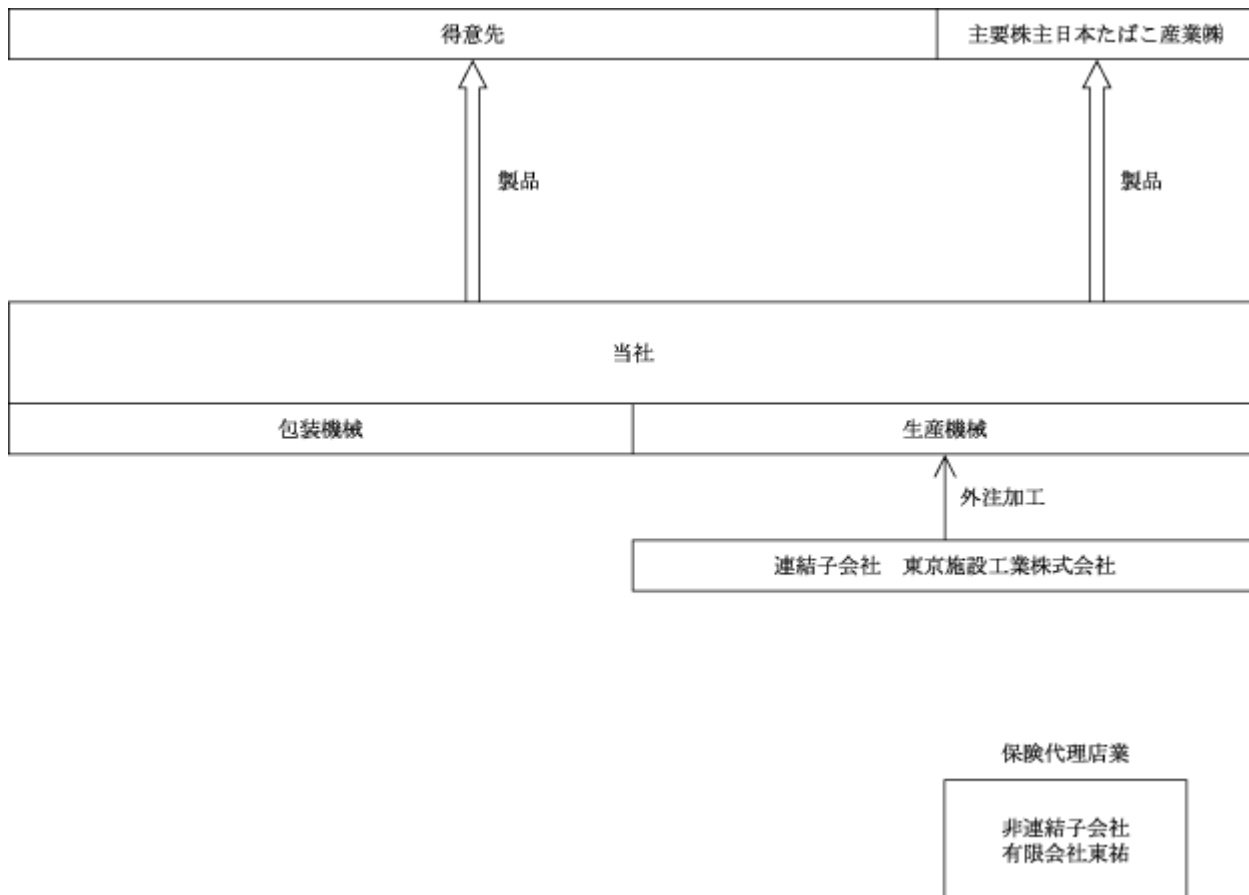 得意先
主要株主日本たばこ産業㈱
製品
製品
当社
包装機械
生産機械
外注加工
連結子会社　東京施設工業株式会社
保険代理店業
非連結子会社
有限会社東祐